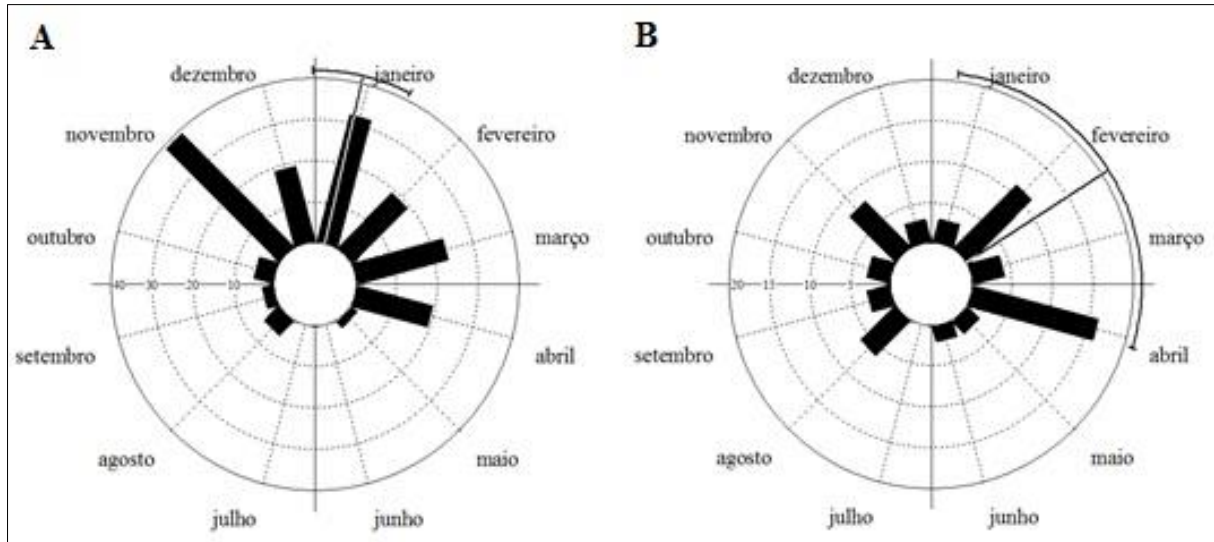 A
dezembro
janeiro
novembro
fevereiro
outubro
março
40 30 20 10
setembro
abril
agosto
maio
julho
junho
B
dezembro
janeiro
novembro
fevereiro
outubro
março
20 15 10 5
setembro
abril
agosto
maio
julho
junho